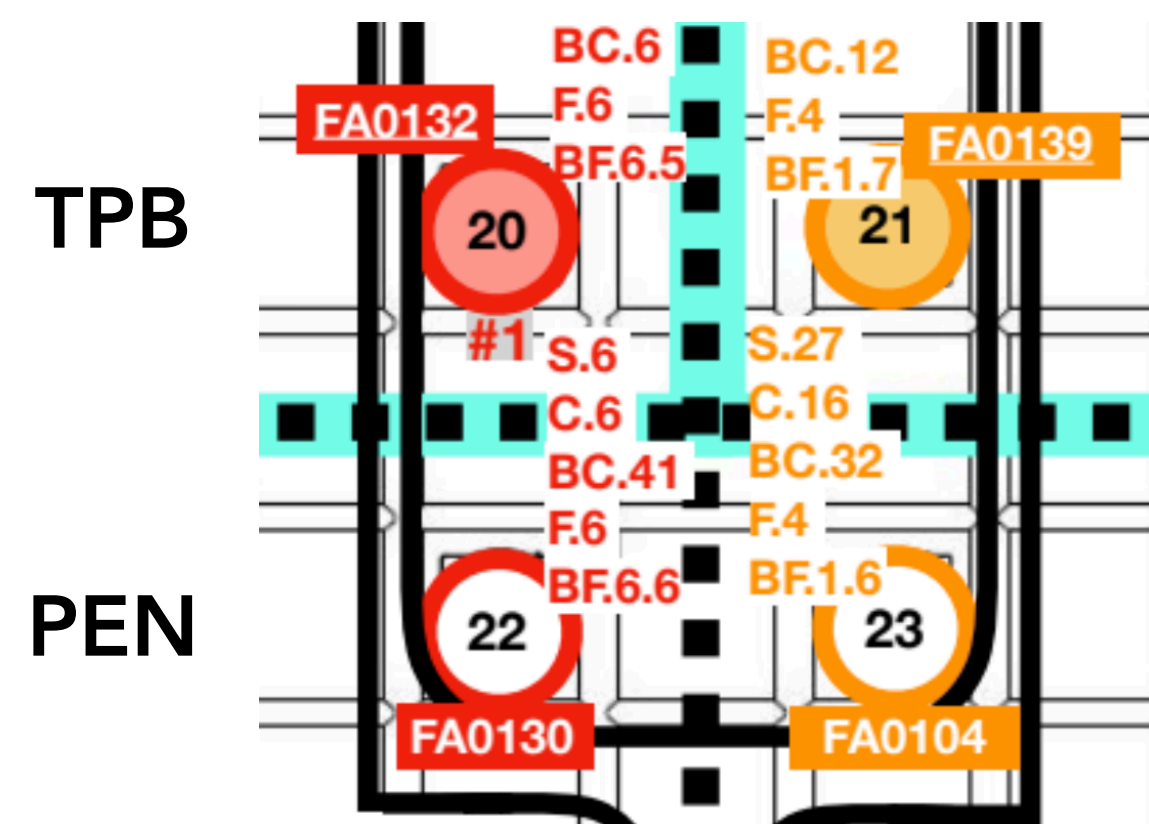 BC.6
F.6
BF.6.5
BC.12
F.4
BF.1.7
FA0132
FA0139
TPB
20
21
#1
S.6
C.6
BC.41
F.6
BF.6.6
S.27
C.16
BC.32
F.4
BF.1.6
PEN
22
23
FA0130
FA0104